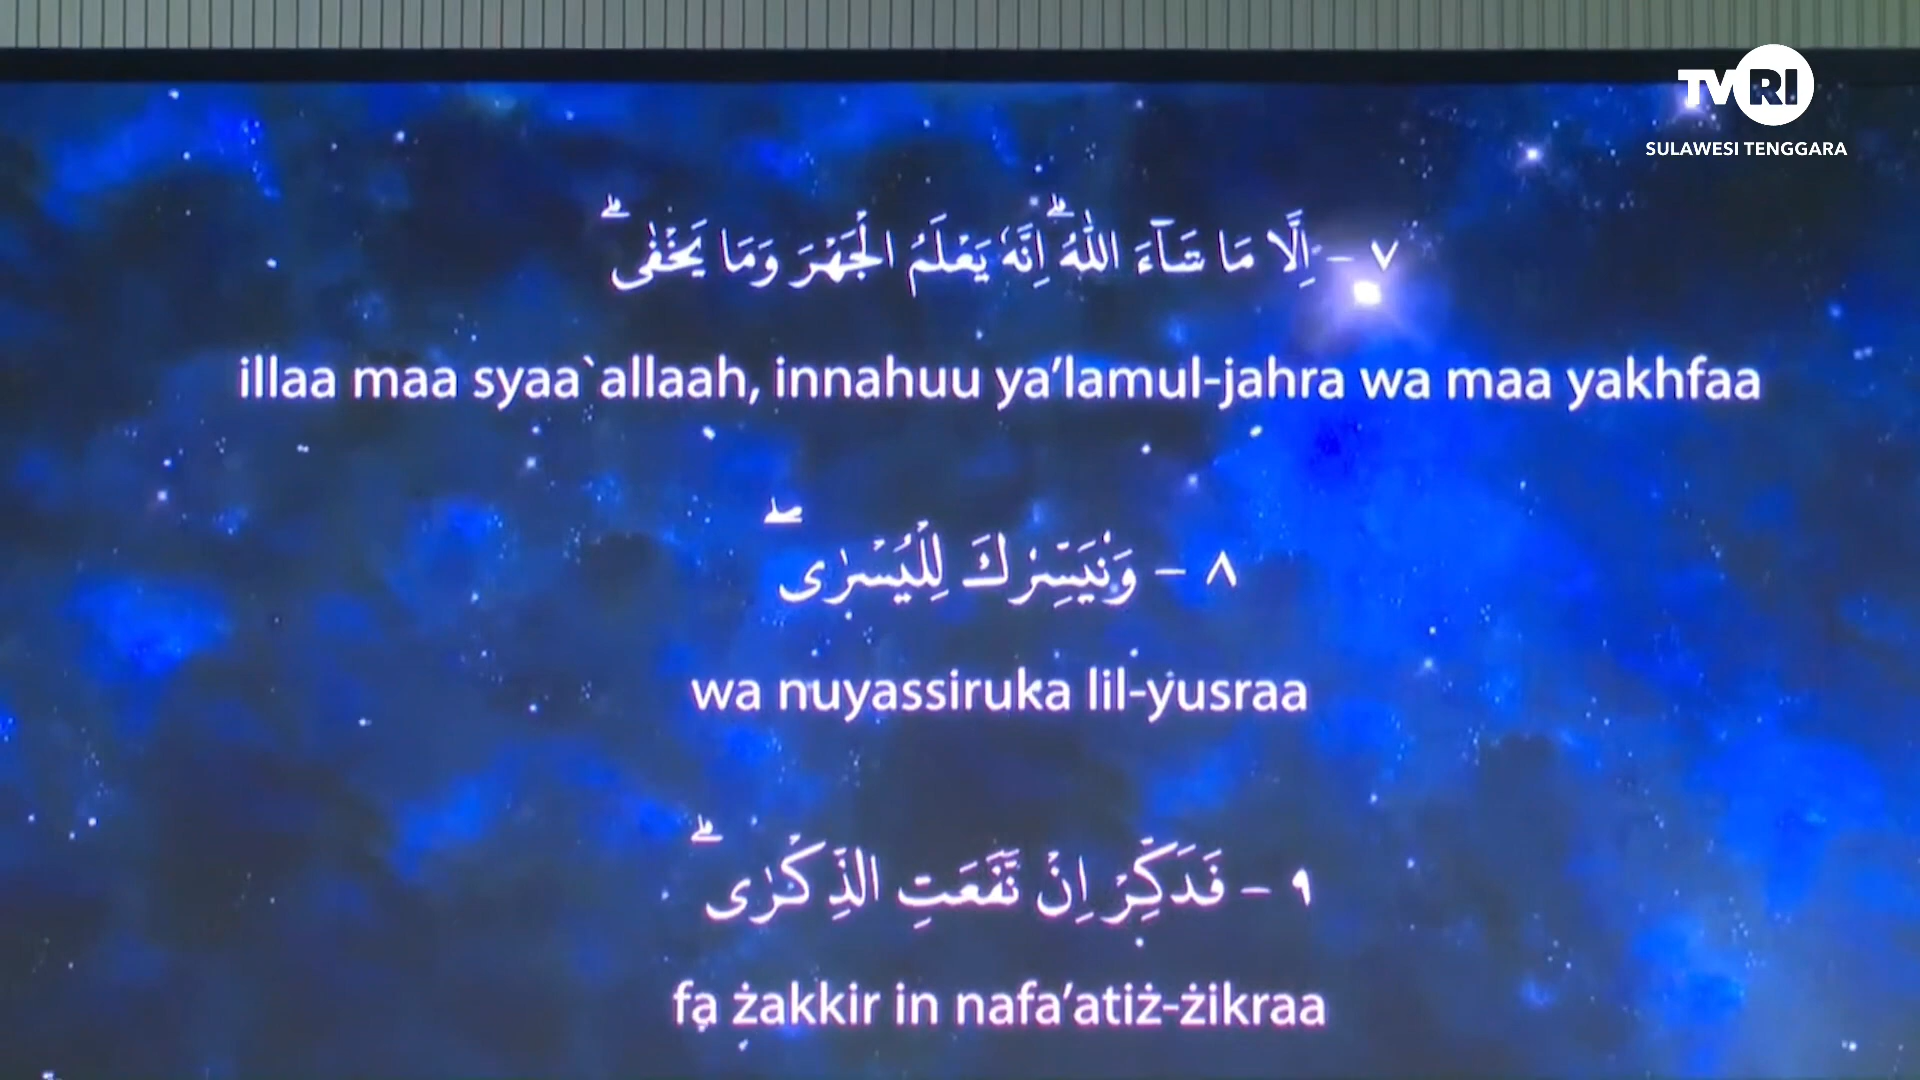 TVRI
SULAWESI TENGGARA
٧ - اِلَّا مَا شَاۤءَ اللّٰهُ ۗاِنَّهٗ يَعْلَمُ الْجَهْرَ وَمَا يَخْفٰىۗ
illaa maa syaa`allaah, innahuu ya’lamul-jahra wa maa yakhfaa
٨ - وَنُيَسِّرُكَ لِلْيُسْرٰىۖ
wa nuyassiruka lil-yusraa
٩ - فَذَكِّرْ اِنْ نَّفَعَتِ الذِّكْرٰىۗ
fa żakkir in nafa’atiż-żikraa